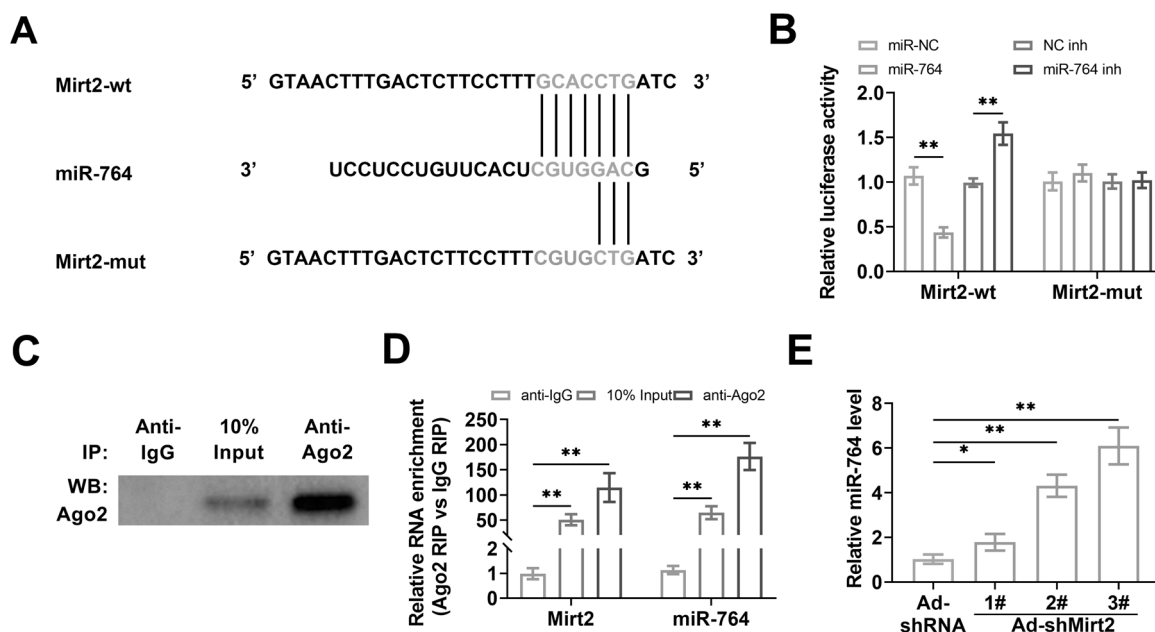 A
Mirt2-wt 5’ GTAACTTTGACTCTTCCTTTGCACCTGATC 3’
miR-764 3’ UCCUCCUGUUCACUCGUGGACG 5’
Mirt2-mut 5’ GTAACTTTGACTCTTCCTTTCGUGCTGATC 3’
B
miR-NC NC inh
miR-764 miR-764 inh
Relative luciferase activity
2.0
1.5
1.0
0.5
0.0
** **
Mirt2-wt Mirt2-mut
C
IP: Anti- 10% Anti-
IgG Input Ago2
WB:
Ago2
D
anti-IgG 10% Input anti-Ago2
Relative RNA enrichment
(Ago2 RIP vs IgG RIP)
250
200
150
100
50
2
1
0
** **
** **
Mirt2 miR-764
E
Relative miR-764 level
8
6
4
2
0
**
**
*
Ad- 1# 2# 3#
shRNA Ad-shMirt2